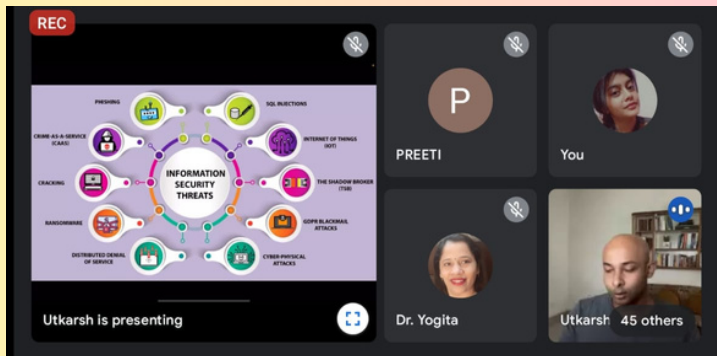 REC
PHISHING
SQL INJECTIONS
CRIME-AS-A-SERVICE
(CAAS)
INTERNET OF THINGS
(IOT)
CRACKING
INFORMATION
SECURITY
THREATS
THE SHADOW BROKER
(TSB)
RANSOMWARE
GDPR BLACKMAIL
ATTACKS
DISTRIBUTED DENIAL
OF SERVICE
CYBER-PHYSICAL
ATTACKS
Utkarsh is presenting
P
PREETI
You
Dr. Yogita
Utkarsh
45 others